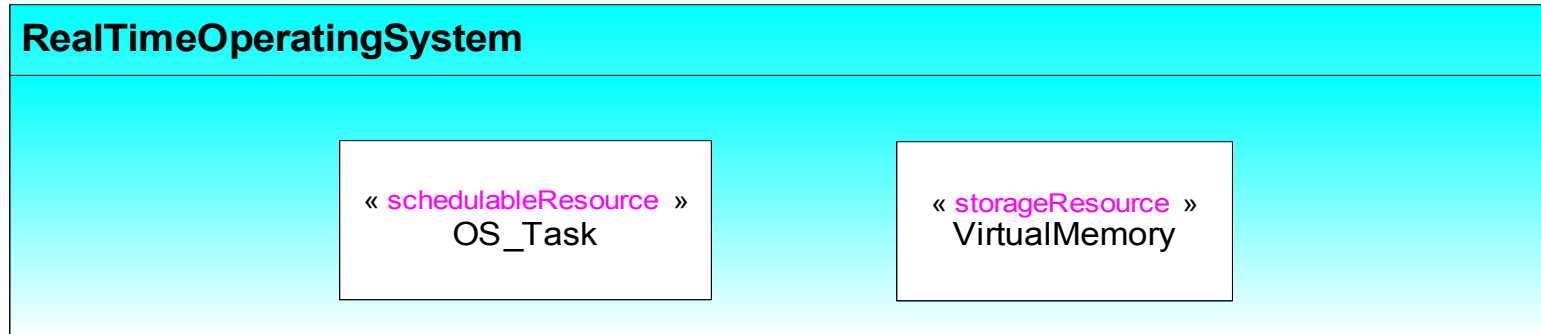 RealTimeOperatingSystem
« schedulableResource »
OS_Task
« storageResource »
VirtualMemory